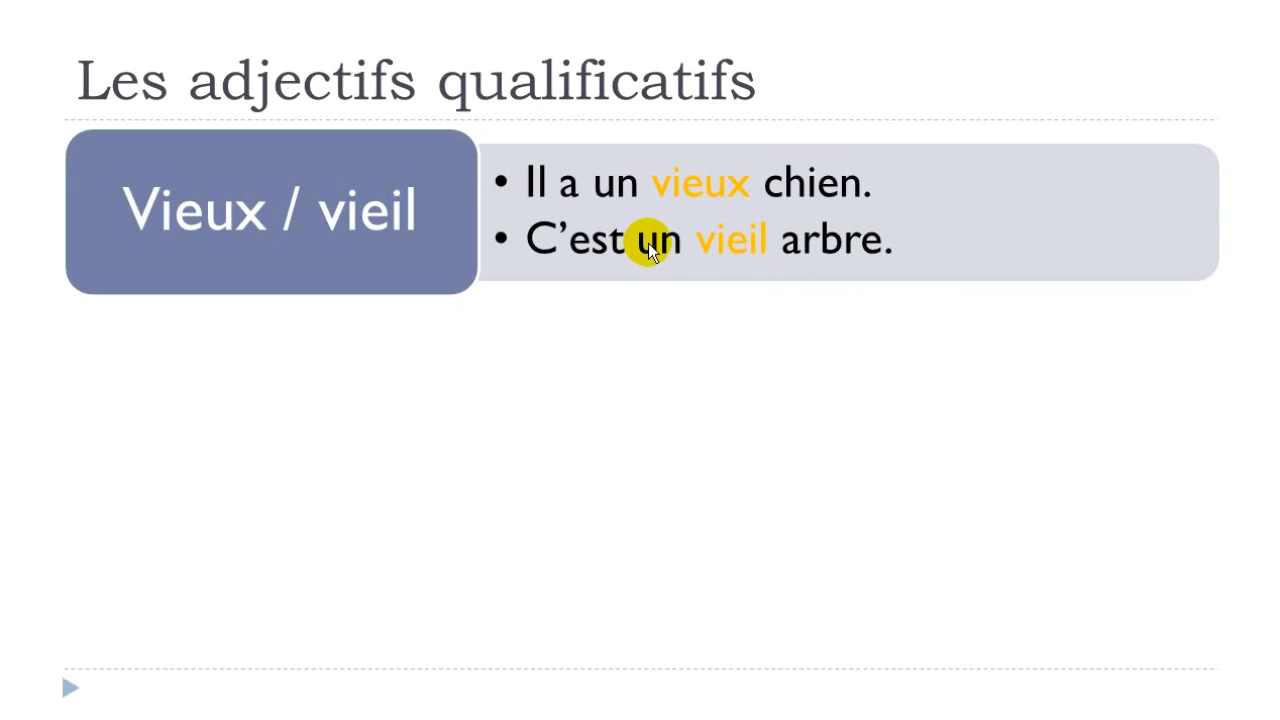 Les adjectifs qualificatifs
Vieux / vieil
• Il a un vieux chien.
• C’est un vieil arbre.